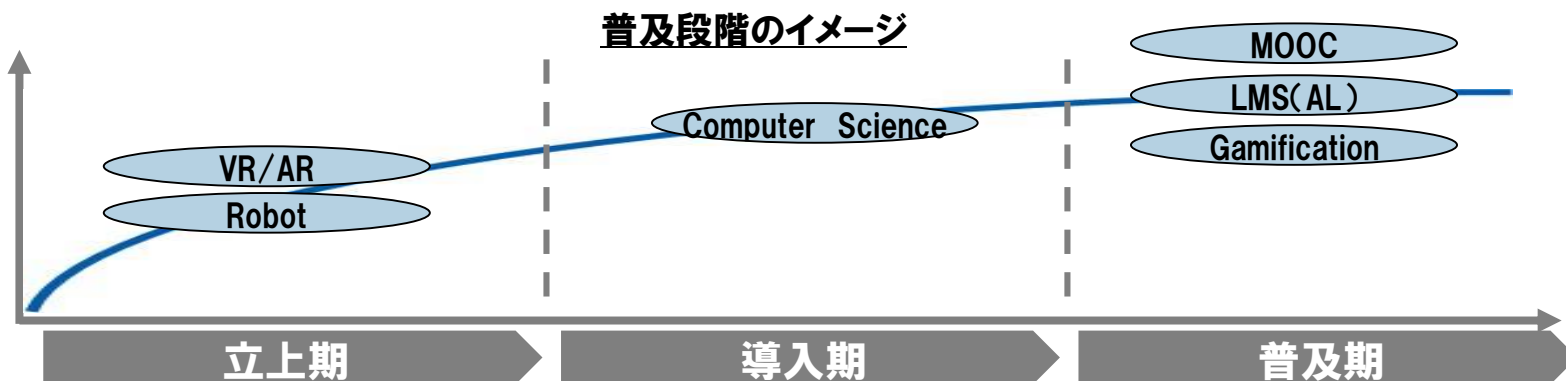 普及段階のイメージ
MOOC
LMS(AL)
Computer Science
Gamification
VR/AR
Robot
立上期
導入期
普及期